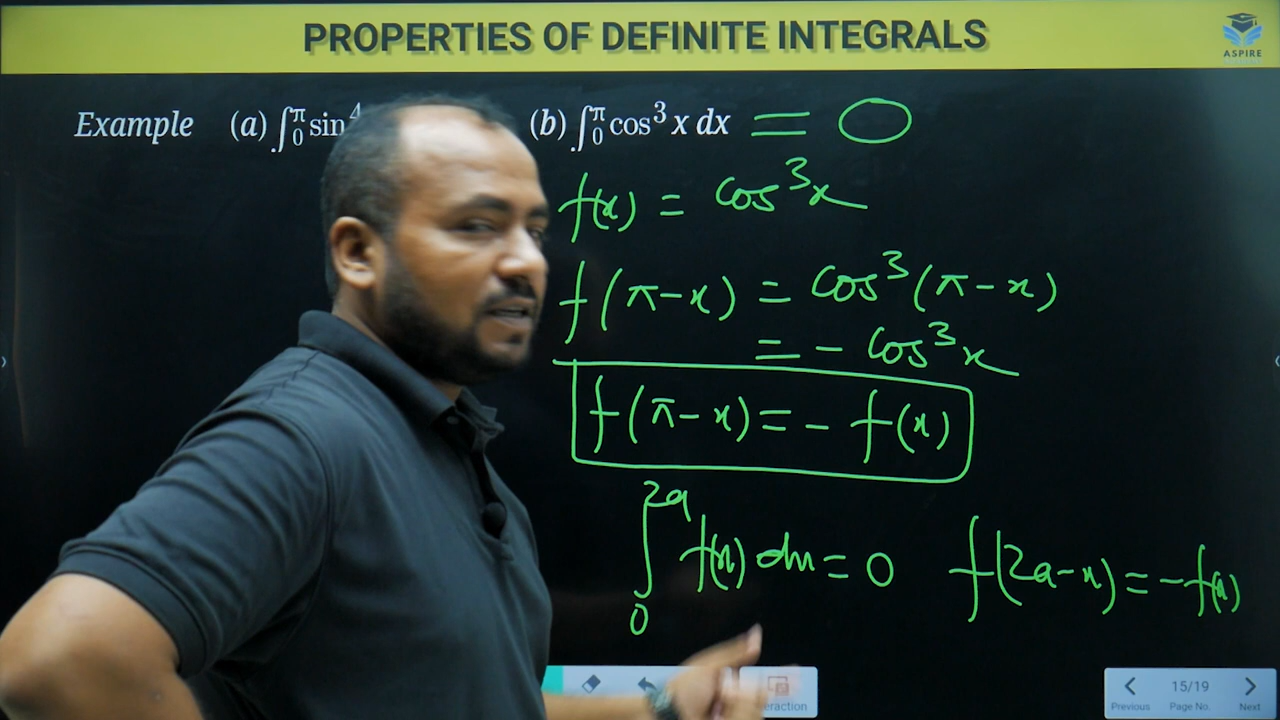 PROPERTIES OF DEFINITE INTEGRALS
ASPIRE
Example (a) ∫₀^π sin⁴ (b) ∫₀^π cos³ x dx = 0
f(x) = cos³x
f(π-x) = cos³(π-x)
= - cos³x
f(π-x) = - f(x)
∫₀^2a f(x) dx = 0 f(2a-x) = -f(x)
15/19
Previous Page No. Next